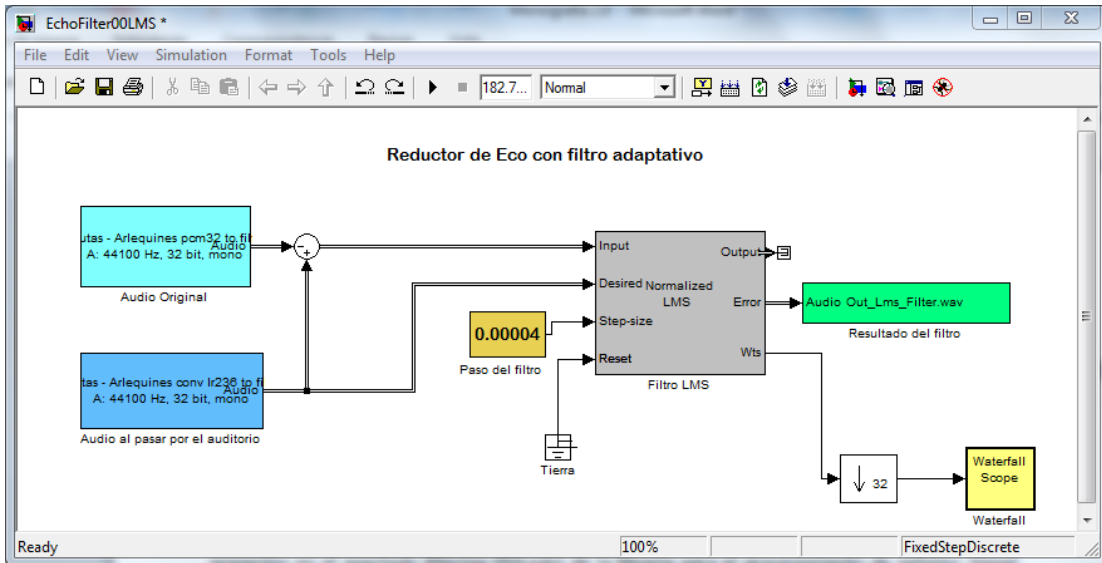 EchoFilter00LMS *
File Edit View Simulation Format Tools Help
182.7... Normal
Reductor de Eco con filtro adaptativo
utas - Arlequines pcm32 to fil
Audio
A: 44100 Hz, 32 bit, mono
Audio Original
-
+
Input
Output
Desired
Normalized
LMS
Error
Audio Out_Lms_Filter.wav
Resultado del filtro
0.00004
Step-size
Paso del filtro
Reset
Wts
Filtro LMS
tas - Arlequines conv Ir236 to fi
Audio
A: 44100 Hz, 32 bit, mono
Audio al pasar por el auditorio
Tierra
32
Waterfall
Scope
Waterfall
Ready 100% FixedStepDiscrete